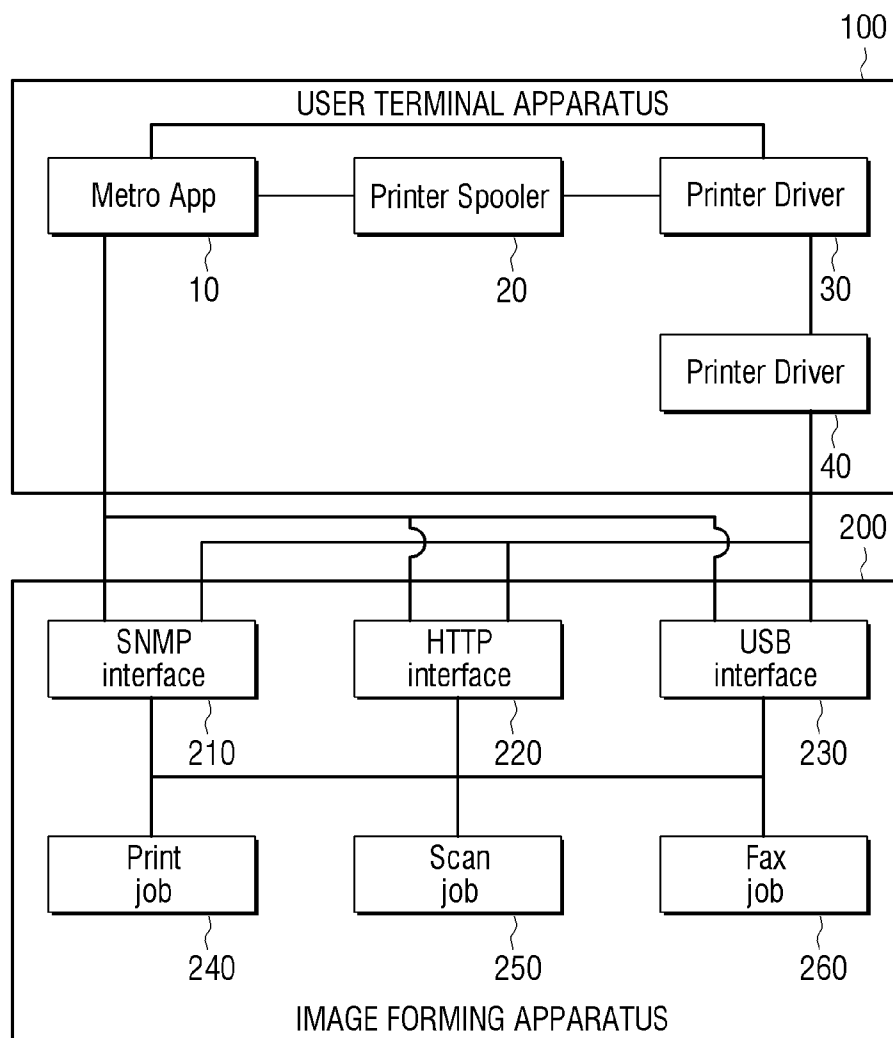 100
USER TERMINAL APPARATUS
Metro App
Printer Spooler
Printer Driver
10
20
30
Printer Driver
40
200
SNMP
interface
HTTP
interface
USB
interface
210
220
230
Print
job
Scan
job
Fax
job
240
250
260
IMAGE FORMING APPARATUS